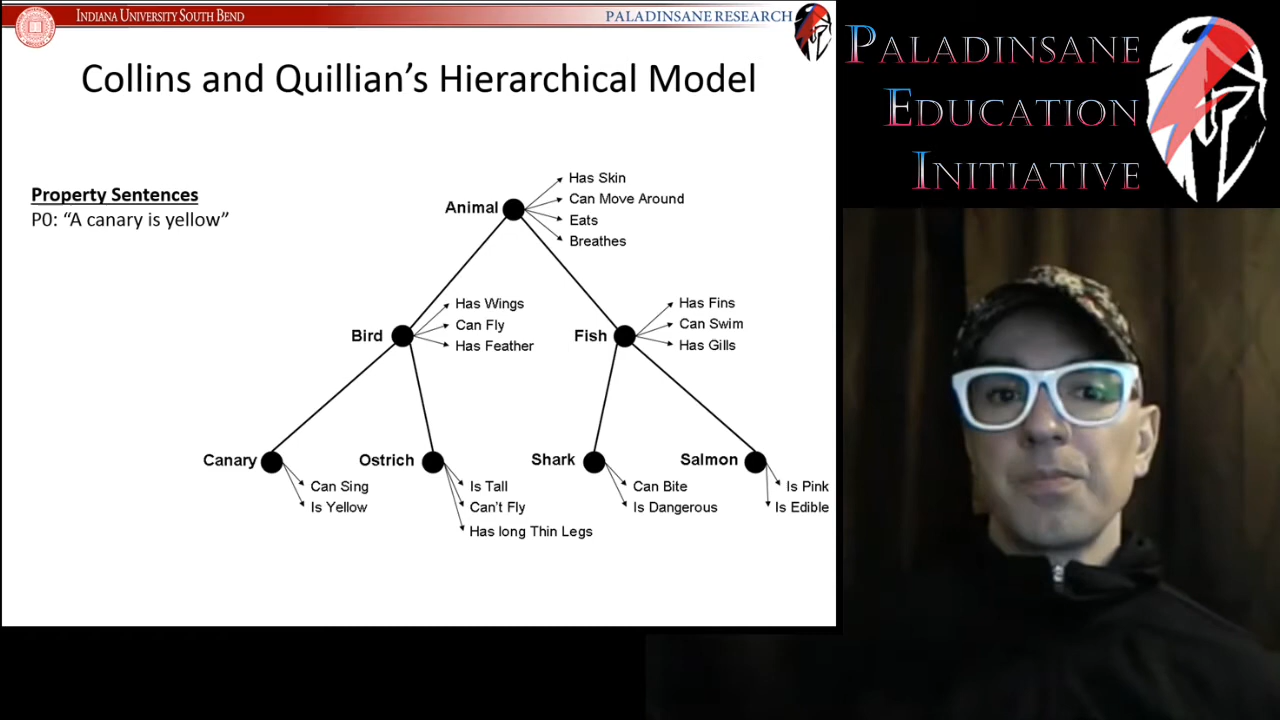 INDIANA UNIVERSITY SOUTH BEND
PALADINSANE RESEARCH
Collins and Quillian’s Hierarchical Model
Property Sentences
P0: “A canary is yellow”
Animal
Has Skin
Can Move Around
Eats
Breathes
Bird
Has Wings
Can Fly
Has Feather
Fish
Has Fins
Can Swim
Has Gills
Canary
Can Sing
Is Yellow
Ostrich
Is Tall
Can't Fly
Has long Thin Legs
Shark
Can Bite
Is Dangerous
Salmon
Is Pink
Is Edible
PALADINSANE
EDUCATION
INITIATIVE